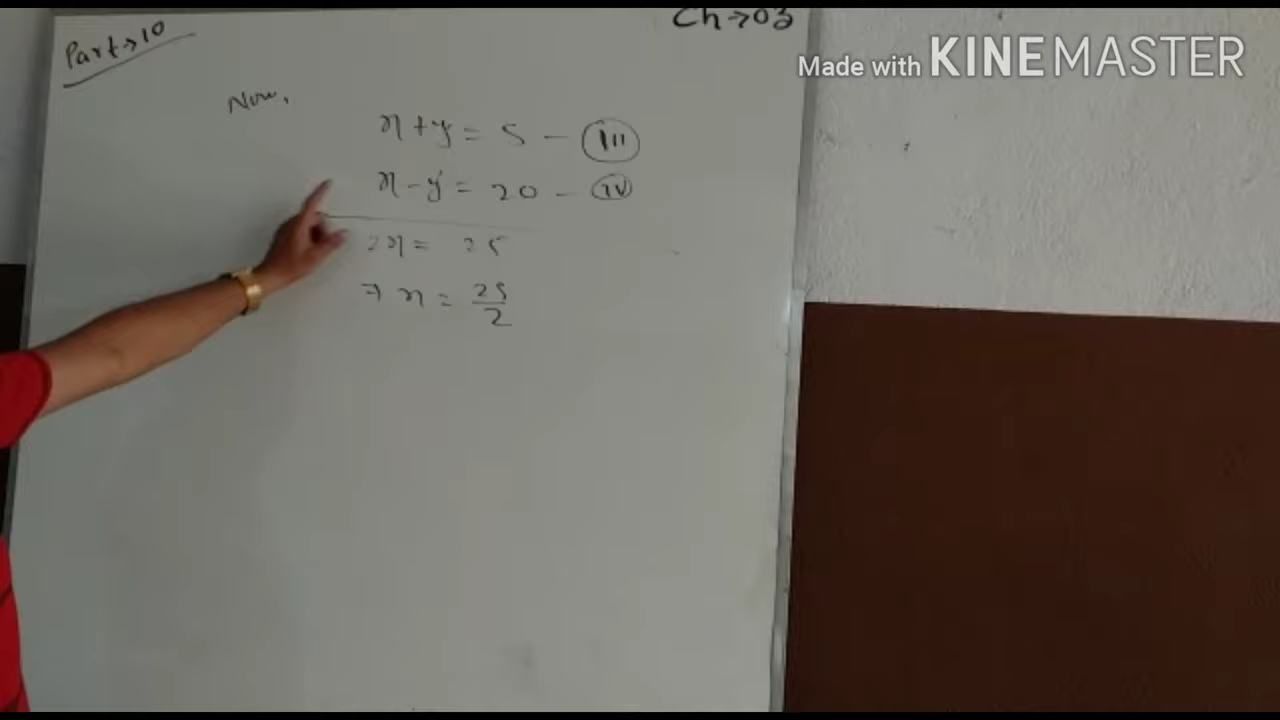 Part→10
Ch→03
Made with KINEMASTER
Now,
x+y = 5 — (III)
x-y = 20 — (IV)
2x = 25
⇒ x = 25/2